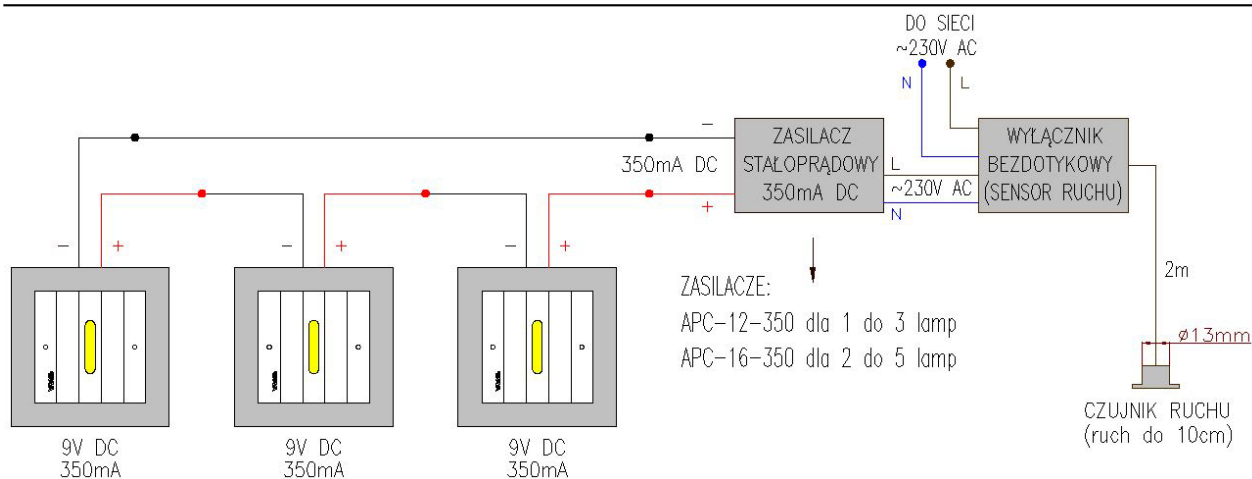 DO SIECI
~230V AC
N
L
−
350mA DC
+
ZASILACZ
STAŁOPRĄDOWY
350mA DC
L
~230V AC
N
WYŁĄCZNIK
BEZDOTYKOWY
(SENSOR RUCHU)
− +
− +
− +
2m
ZASILACZE:
APC-12-350 dla 1 do 3 lamp
APC-16-350 dla 2 do 5 lamp
ø13mm
CZUJNIK RUCHU
(ruch do 10cm)
9V DC
350mA
9V DC
350mA
9V DC
350mA